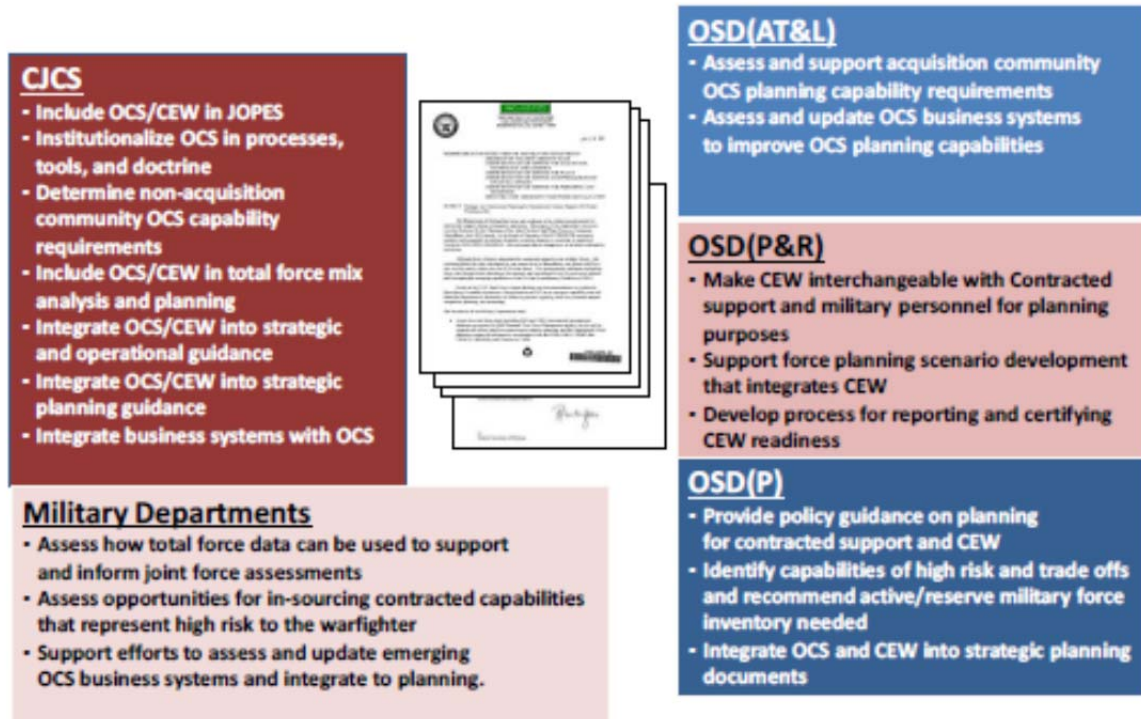 CJCS
- Include OCS/CEW in JOPES
- Institutionalize OCS in processes,
tools, and doctrine
- Determine non-acquisition
community OCS capability
requirements
- Include OCS/CEW in total force mix
analysis and planning
- Integrate OCS/CEW into strategic
and operational guidance
- Integrate OCS/CEW into strategic
planning guidance
- Integrate business systems with OCS
Military Departments
- Assess how total force data can be used to support
and inform joint force assessments
- Assess opportunities for in-sourcing contracted capabilities
that represent high risk to the warfighter
- Support efforts to assess and update emerging
OCS business systems and integrate to planning.
OSD(AT&L)
- Assess and support acquisition community
OCS planning capability requirements
- Assess and update OCS business systems
to improve OCS planning capabilities
OSD(P&R)
- Make CEW interchangeable with Contracted
support and military personnel for planning
purposes
- Support force planning scenario development
that integrates CEW
- Develop process for reporting and certifying
CEW readiness
OSD(P)
- Provide policy guidance on planning
for contracted support and CEW
- Identify capabilities of high risk and trade offs
and recommend active/reserve military force
inventory needed
- Integrate OCS and CEW into strategic planning
documents